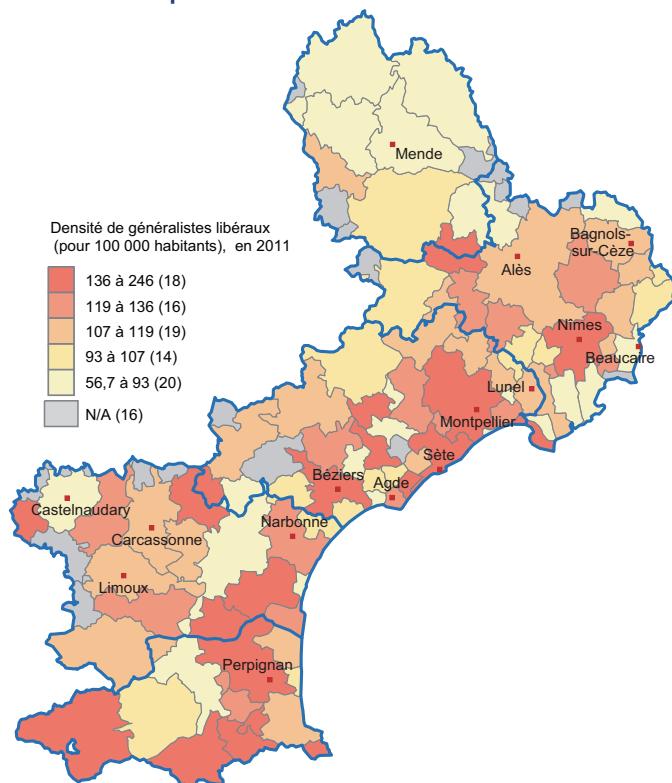 Mende
Densité de généralistes libéraux
(pour 100 000 habitants), en 2011
136 à 246 (18)
119 à 136 (16)
107 à 119 (19)
93 à 107 (14)
56,7 à 93 (20)
N/A (16)
Bagnols-
sur-Cèze
Alès
Nîmes
Beaucaire
Lunel
Montpellier
Sète
Béziers
Agde
Castelnaudary
Narbonne
Carcassonne
Limoux
Perpignan